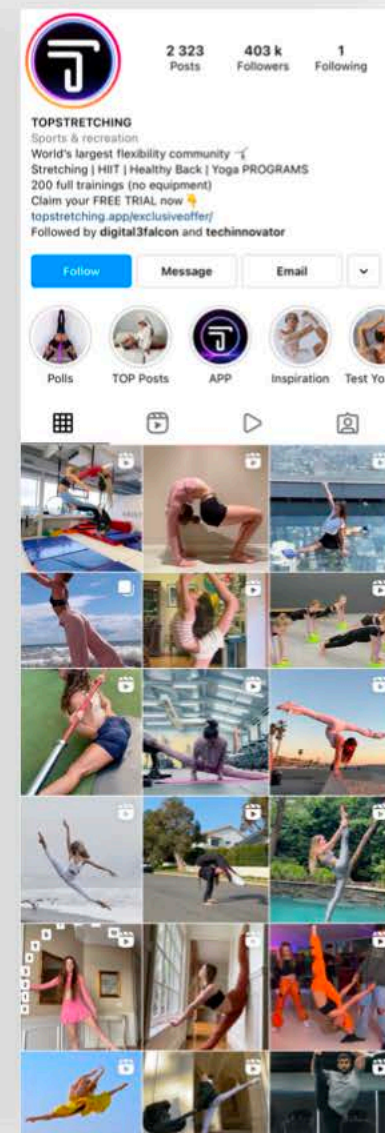 2 323
403 k
1
Posts
Followers
Following
TOPSTRETCHING
Sports & recreation
World's largest flexibility community
Stretching | HIIT | Healthy Back | Yoga PROGRAMS
200 full trainings (no equipment)
Claim your FREE TRIAL now 👇
topstretching.app/exclusiveoffer/
Followed by digital3falcon and techinnovator
Follow
Message
Email
Polls
TOP Posts
APP
Inspiration
Test Yo